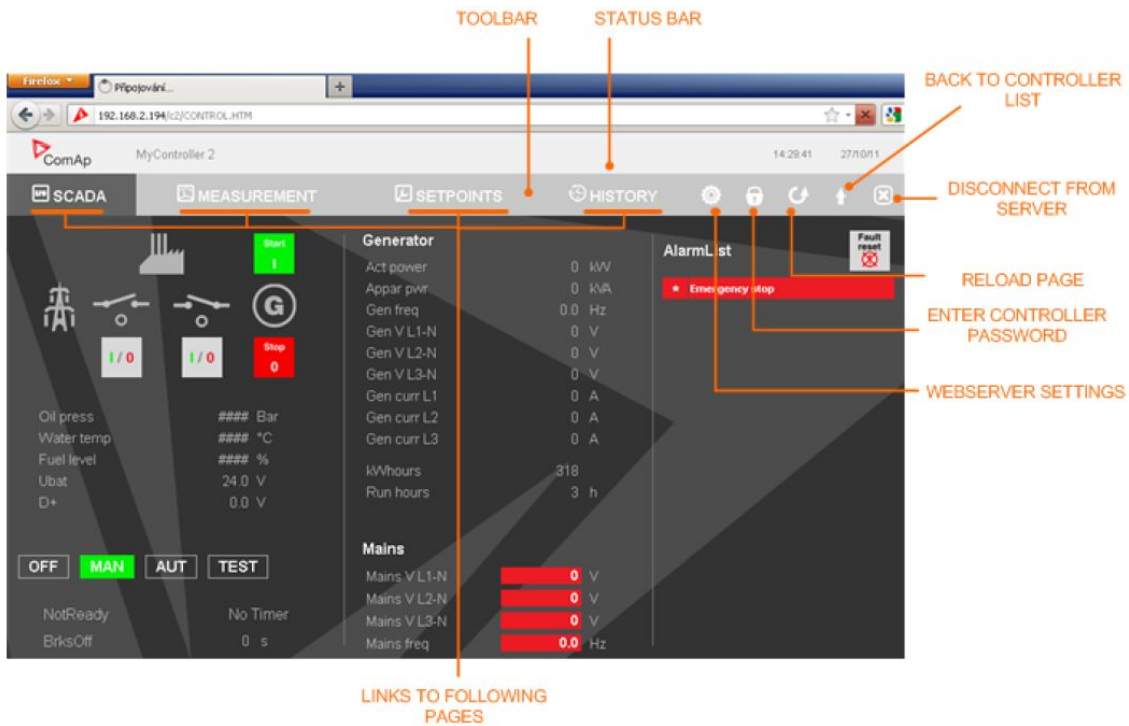 TOOLBAR STATUS BAR
Firefox
Připojování...
192.168.2.194/c2/CONTROL.HTM
BACK TO CONTROLLER
LIST
ComAp MyController 2 14:29:41 27/10/11
SCADA MEASUREMENT SETPOINTS HISTORY
DISCONNECT FROM
SERVER
Start
I
Generator
AlarmList
Fault
reset
Act power 0 kW
Appar pwr 0 kVA
* Emergency stop
RELOAD PAGE
G
Gen freq 0.0 Hz
Gen V L1-N 0 V
ENTER CONTROLLER
PASSWORD
I / 0 I / 0
Stop
0
Gen V L2-N 0 V
Gen V L3-N 0 V
Gen curr L1 0 A
WEBSERVER SETTINGS
Oil press #### Bar
Gen curr L2 0 A
Water temp #### °C
Gen curr L3 0 A
Fuel level #### %
kWhours 318
Ubat 24.0 V
Run hours 3 h
D+ 0.0 V
Mains
OFF MAN AUT TEST
Mains V L1-N 0 V
Mains V L2-N 0 V
NotReady No Timer
Mains V L3-N 0 V
BrksOff 0 s
Mains freq 0.0 Hz
LINKS TO FOLLOWING
PAGES